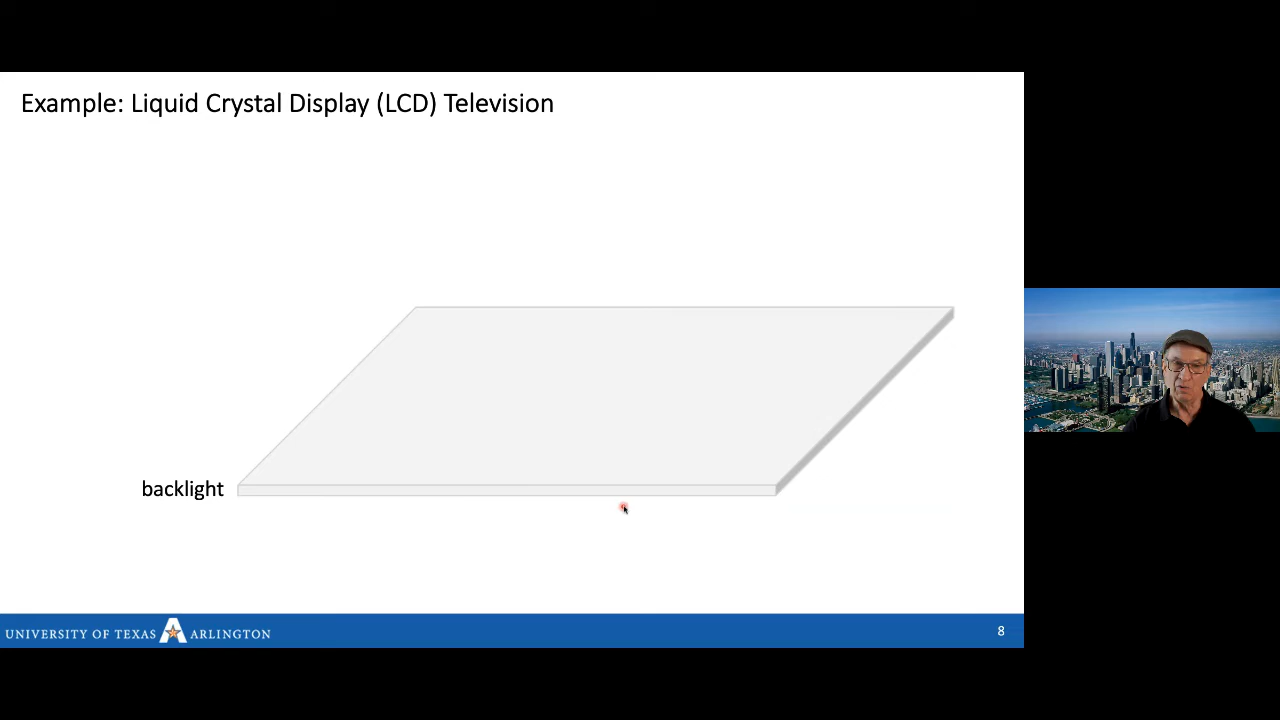 Example: Liquid Crystal Display (LCD) Television
backlight
UNIVERSITY OF TEXAS A ARLINGTON
8